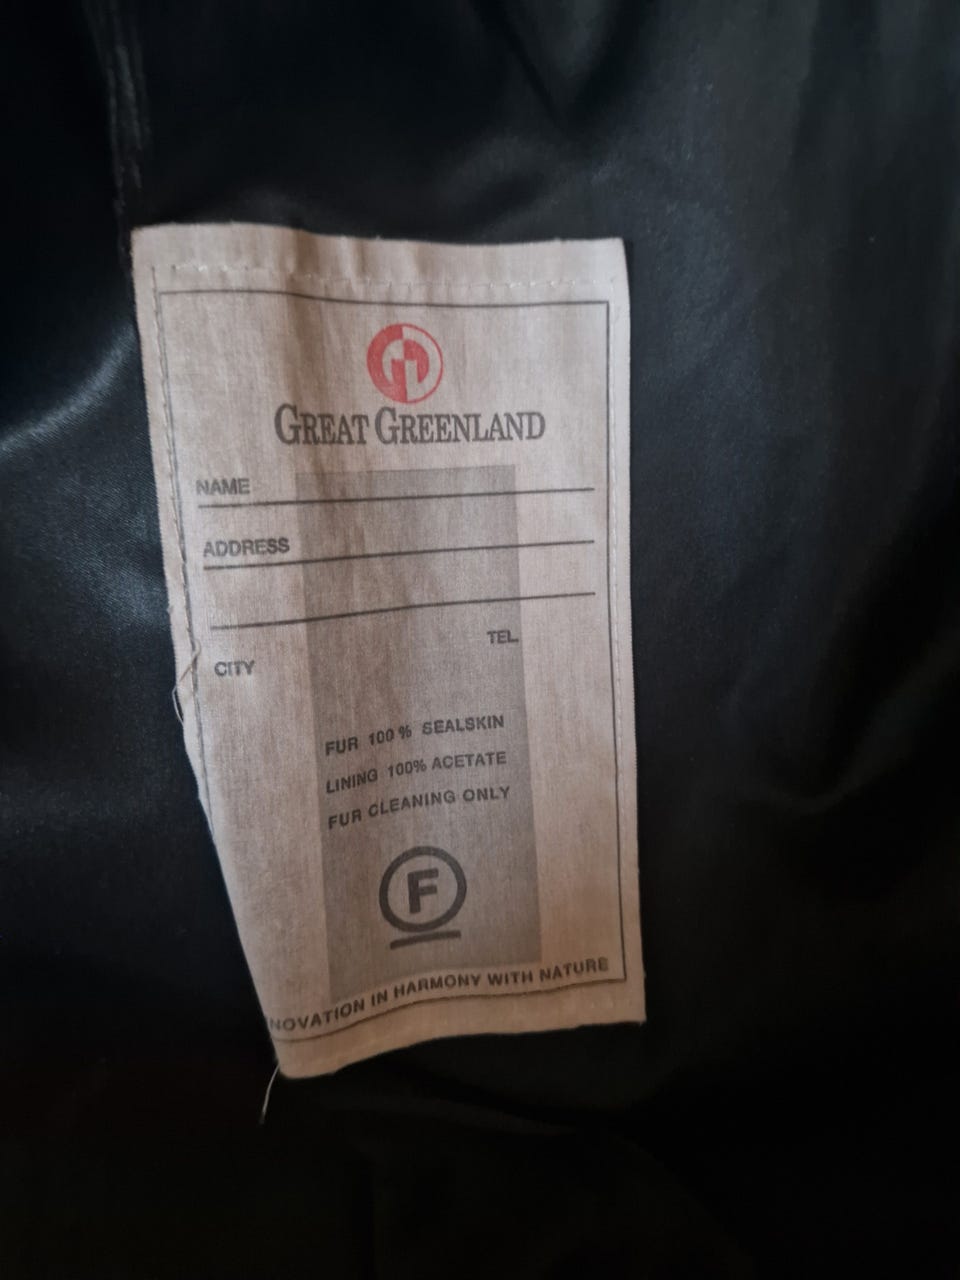 GREAT GREENLAND
NAME
ADDRESS
TEL.
CITY
FUR 100% SEALSKIN
LINING 100% ACETATE
FUR CLEANING ONLY
F
NOVATION IN HARMONY WITH NATURE